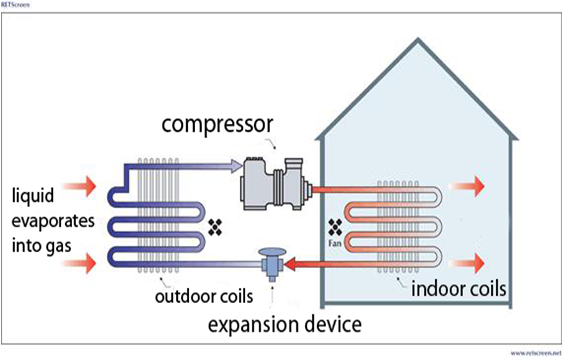 RETScreen
compressor
liquid
evaporates
into gas
Fan
outdoor coils
indoor coils
expansion device
www.retscreen.net